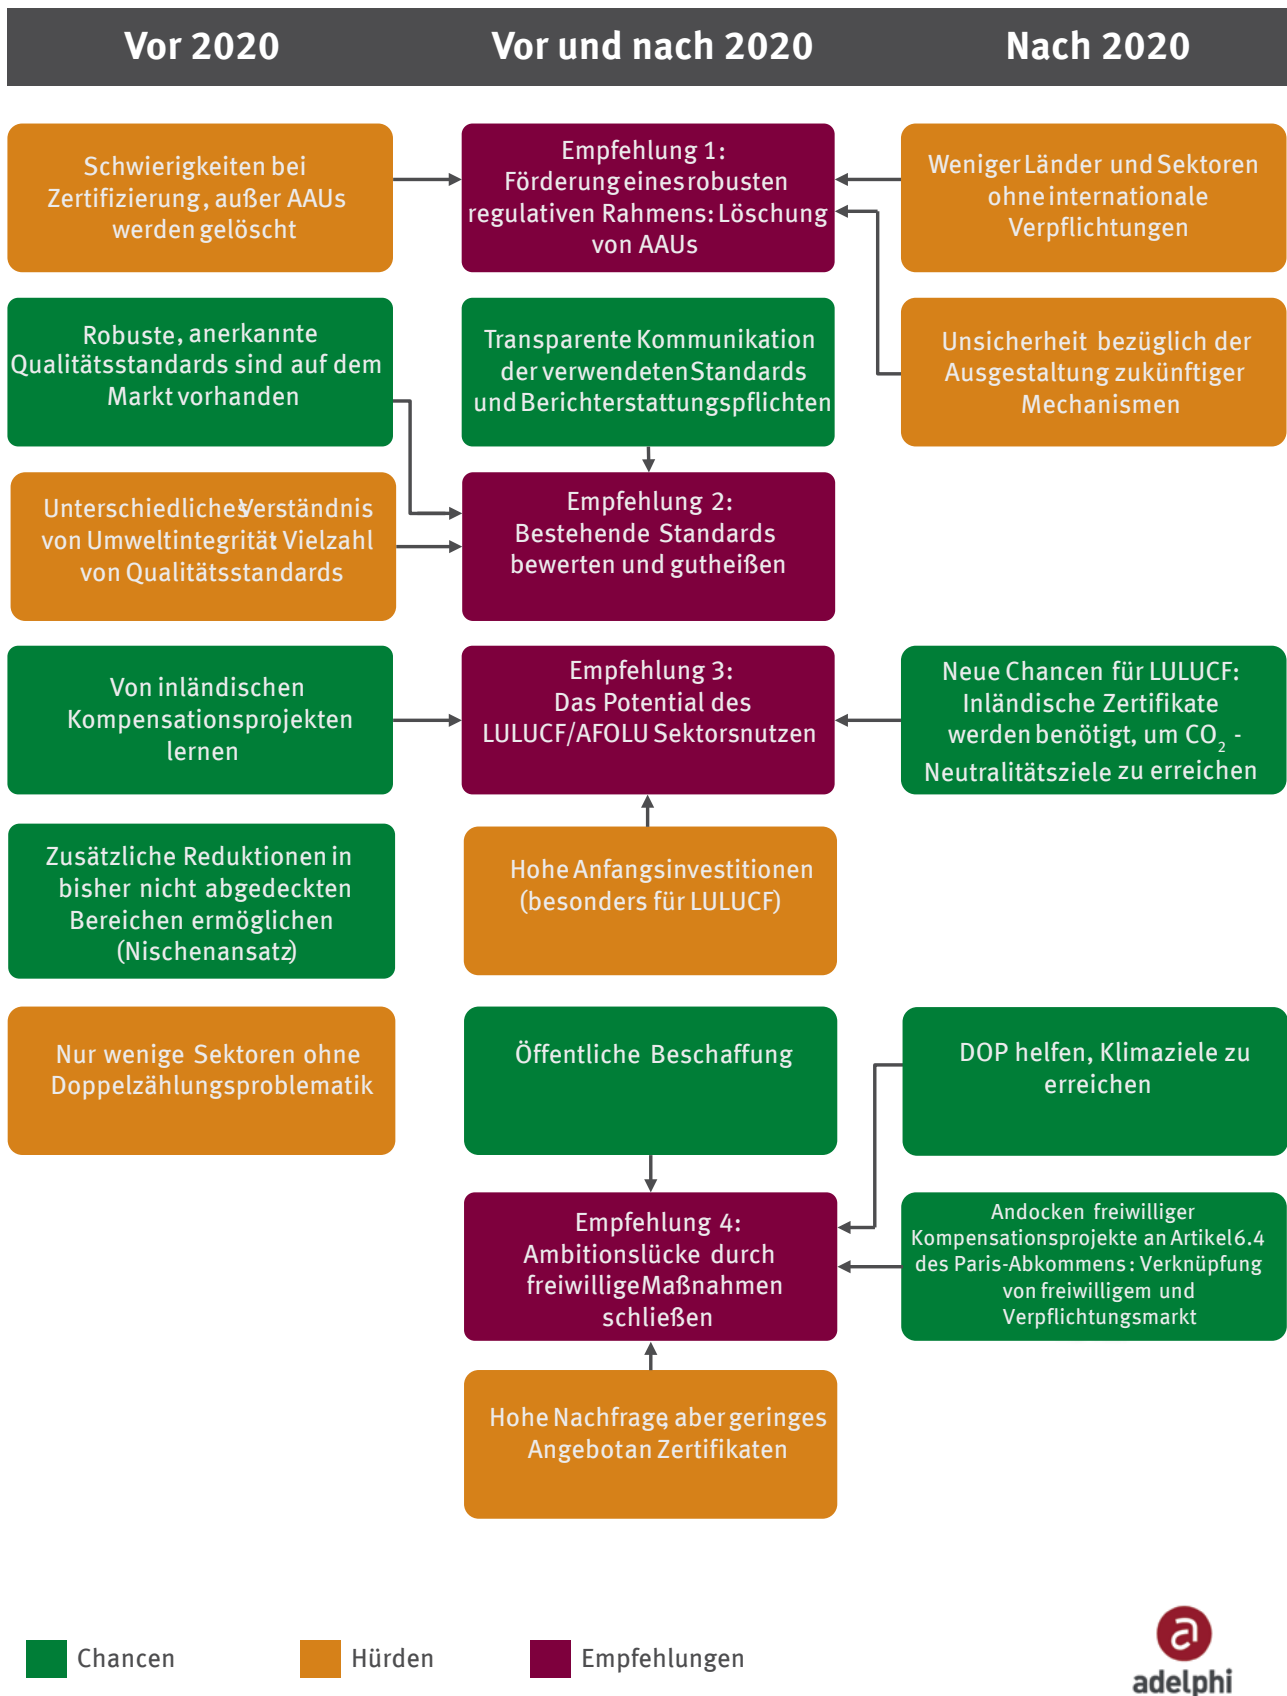 Vor 2020
Vor und nach 2020
Nach 2020
Schwierigkeiten bei
Zertifizierung, außer AAUs
werden gelöscht
Empfehlung 1:
Förderung eines robusten
regulativen Rahmens: Löschung
von AAUs
Weniger Länder und Sektoren
ohne internationale
Verpflichtungen
Robuste, anerkannte
Qualitätsstandards sind auf dem
Markt vorhanden
Transparente Kommunikation
der verwendeten Standards
und Berichterstattungspflichten
Unsicherheit bezüglich der
Ausgestaltung zukünftiger
Mechanismen
Unterschiedliches Verständnis
von Umweltintegrität: Vielzahl
von Qualitätsstandards
Empfehlung 2:
Bestehende Standards
bewerten und gutheißen
Von inländischen
Kompensationsprojekten
lernen
Empfehlung 3:
Das Potential des
LULUCF/AFOLU Sektors nutzen
Neue Chancen für LULUCF:
Inländische Zertifikate
werden benötigt, um CO₂ -
Neutralitätsziele zu erreichen
Zusätzliche Reduktionen in
bisher nicht abgedeckten
Bereichen ermöglichen
(Nischenansatz)
Hohe Anfangsinvestitionen
(besonders für LULUCF)
Nur wenige Sektoren ohne
Doppelzählungsproblematik
Öffentliche Beschaffung
DOP helfen, Klimaziele zu
erreichen
Empfehlung 4:
Ambitionslücke durch
freiwillige Maßnahmen
schließen
Andocken freiwilliger
Kompensationsprojekte an Artikel 6.4
des Paris-Abkommens: Verknüpfung
von freiwilligem und
Verpflichtungsmarkt
Hohe Nachfrage, aber geringes
Angebot an Zertifikaten
Chancen
Hürden
Empfehlungen
a
adelphi